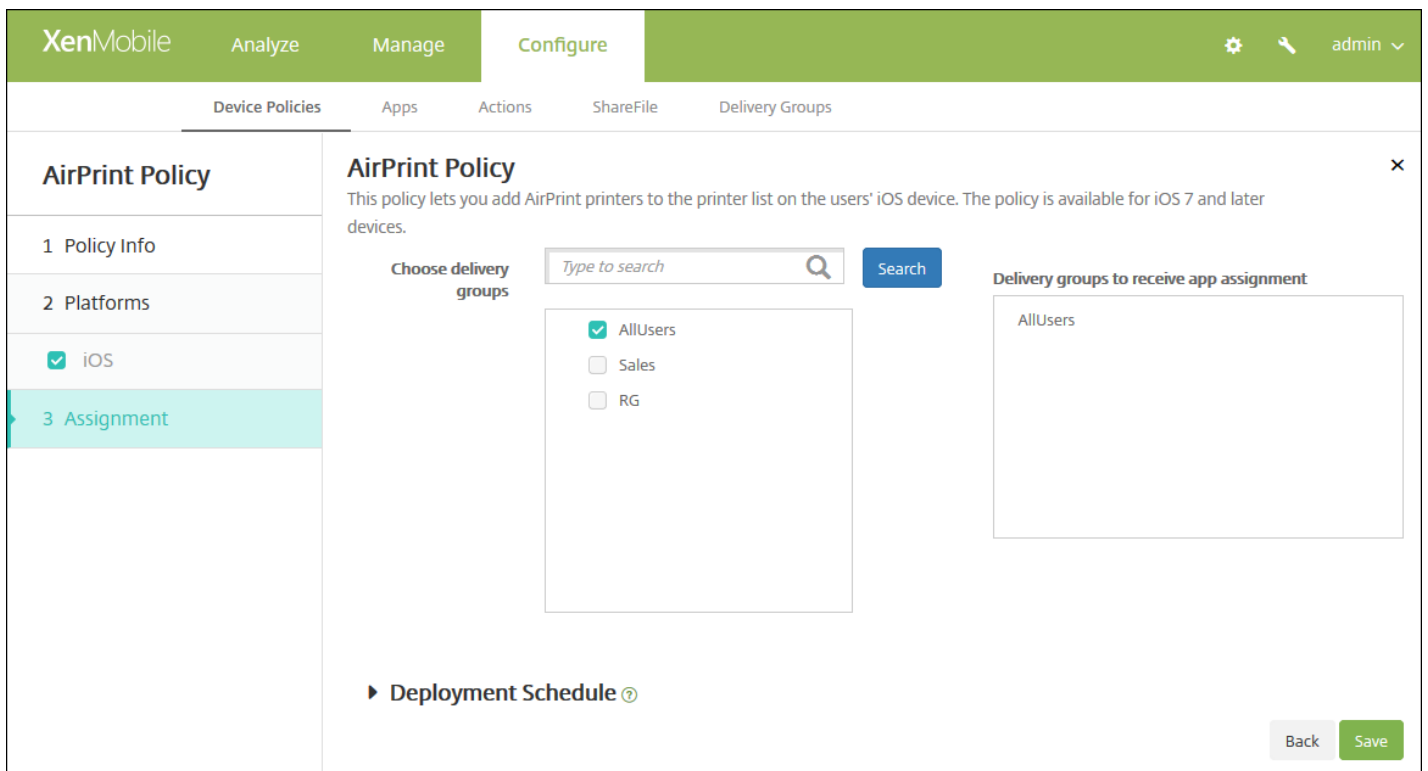 XenMobile Analyze Manage Configure admin
Device Policies Apps Actions ShareFile Delivery Groups
AirPrint Policy
1 Policy Info
2 Platforms
iOS
3 Assignment
AirPrint Policy
This policy lets you add AirPrint printers to the printer list on the users' iOS device. The policy is available for iOS 7 and later
devices.
Choose delivery
groups
Type to search
Search
AllUsers
Sales
RG
Delivery groups to receive app assignment
AllUsers
Deployment Schedule ?
Back Save